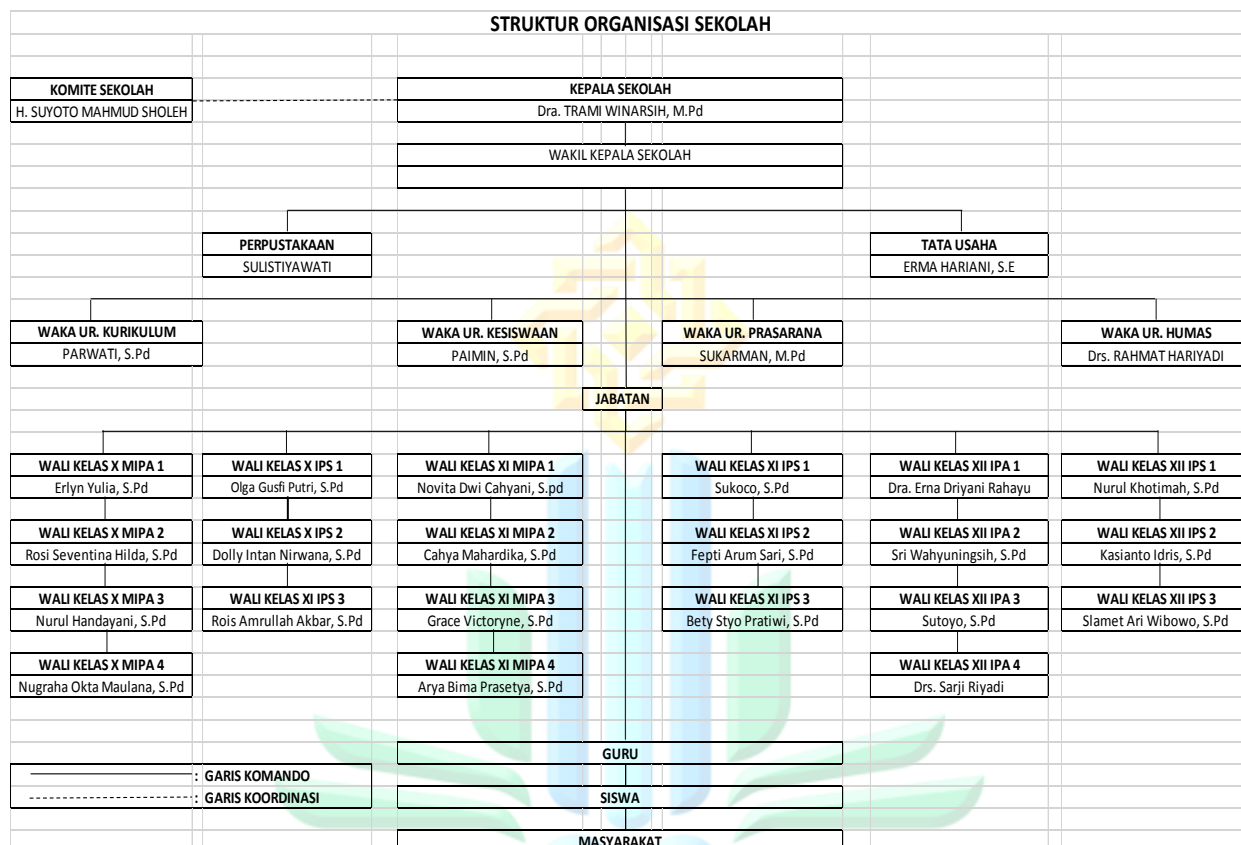 STRUKTUR ORGANISASI SEKOLAH
KOMITE SEKOLAH
H. SUYOTO MAHMUD SHOLEH
KEPALA SEKOLAH
Dra. TRAMI WINARSIH, M.Pd
WAKIL KEPALA SEKOLAH
PERPUSTAKAAN
SULISTIYAWATI
TATA USAHA
ERMA HARIANI, S.E
WAKA UR. KURIKULUM
PARWATI, S.Pd
WAKA UR. KESISWAAN
PAIMIN, S.Pd
WAKA UR. PRASARANA
SUKARMAN, M.Pd
WAKA UR. HUMAS
Drs. RAHMAT HARIYADI
JABATAN
WALI KELAS X MIPA 1
Erlyn Yulia, S.Pd
WALI KELAS X IPS 1
Olga Gusfi Putri, S.Pd
WALI KELAS XI MIPA 1
Novita Dwi Cahyani, S.pd
WALI KELAS XI IPS 1
Sukoco, S.Pd
WALI KELAS XII IPA 1
Dra. Erna Driyani Rahayu
WALI KELAS XII IPS 1
Nurul Khotimah, S.Pd
WALI KELAS X MIPA 2
Rosi Seventina Hilda, S.Pd
WALI KELAS X IPS 2
Dolly Intan Nirwana, S.Pd
WALI KELAS XI MIPA 2
Cahya Mahardika, S.Pd
WALI KELAS XI IPS 2
Fepti Arum Sari, S.Pd
WALI KELAS XII IPA 2
Sri Wahyuningsih, S.Pd
WALI KELAS XII IPS 2
Kasianto Idris, S.Pd
WALI KELAS X MIPA 3
Nurul Handayani, S.Pd
WALI KELAS XI IPS 3
Rois Amrullah Akbar, S.Pd
WALI KELAS XI MIPA 3
Grace Victoryne, S.Pd
WALI KELAS XI IPS 3
Bety Styo Pratiwi, S.Pd
WALI KELAS XII IPA 3
Sutoyo, S.Pd
WALI KELAS XII IPS 3
Slamet Ari Wibowo, S.Pd
WALI KELAS X MIPA 4
Nugraha Okta Maulana, S.Pd
WALI KELAS XI MIPA 4
Arya Bima Prasetya, S.Pd
WALI KELAS XII IPA 4
Drs. Sarji Riyadi
GURU
: GARIS KOMANDO
: GARIS KOORDINASI
SISWA
MASYARAKAT